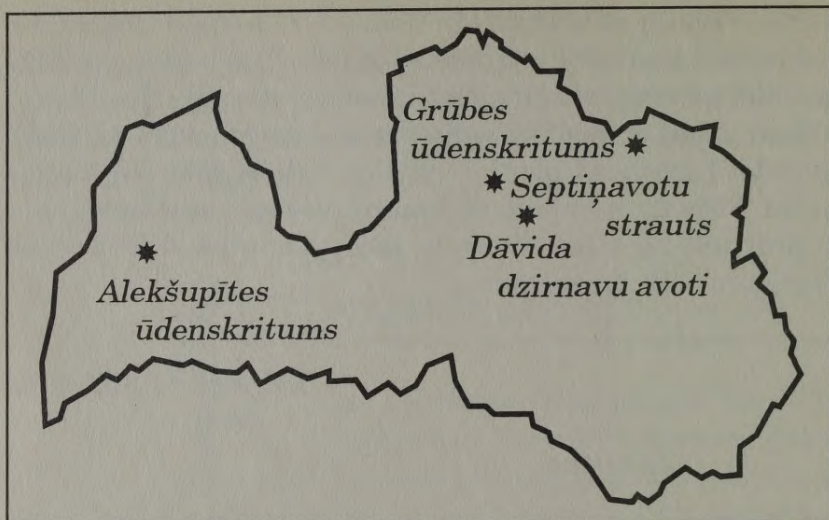 Grūbes
ūdenskritums
Septiņavotu
strauts
Dāvida
dzirnavu avoti
Alekšupītes
ūdenskritums